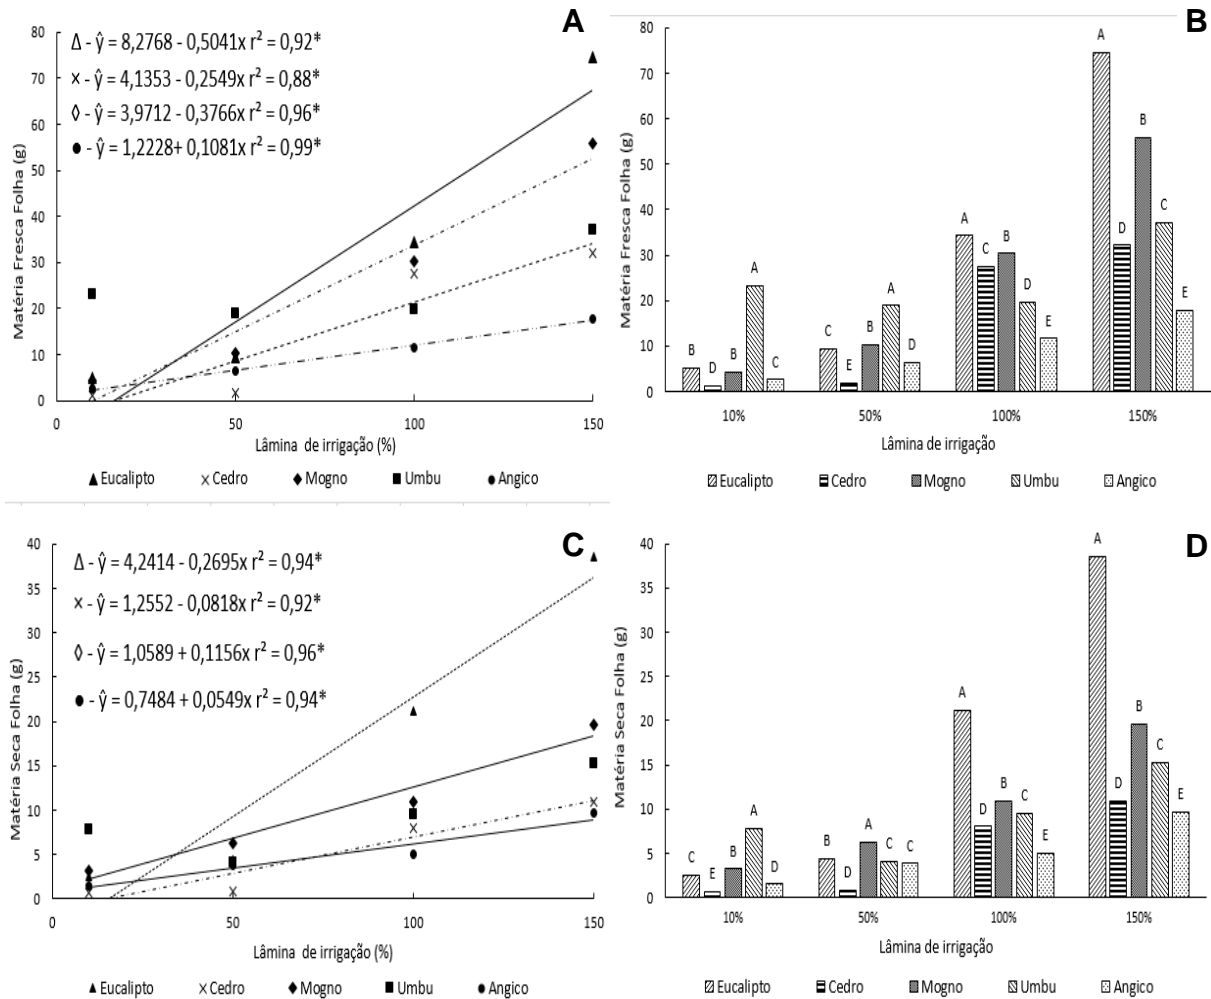 A
Δ - ŷ = 8,2768 - 0,5041x r² = 0,92*
× - ŷ = 4,1353 - 0,2549x r² = 0,88*
◊ - ŷ = 3,9712 - 0,3766x r² = 0,96*
● - ŷ = 1,2228+ 0,1081x r² = 0,99*
Matéria Fresca Folha (g)
80
70
60
50
40
30
20
10
0
0 50 100 150
Lâmina de irrigação (%)
Eucalipto Cedro Mogno Umbu Angico
B
Matéria Fresca Folha (g)
80
70
60
50
40
30
20
10
0
B D B A C
C E B A D
A C B D E
A D B C E
10% 50% 100% 150%
Lâmina de irrigação
Eucalipto Cedro Mogno Umbu Angico
C
Δ - ŷ = 4,2414 - 0,2695x r² = 0,94*
× - ŷ = 1,2552 - 0,0818x r² = 0,92*
◊ - ŷ = 1,0589 + 0,1156x r² = 0,96*
● - ŷ = 0,7484 + 0,0549x r² = 0,94*
Matéria Seca Folha (g)
40
35
30
25
20
15
10
5
0
0 50 100 150
Lâmina de irrigação (%)
Eucalipto Cedro Mogno Umbu Angico
D
Matéria Seca Folha (g)
40
35
30
25
20
15
10
5
0
C E B A D
B D A C C
A D B C E
A D B C E
10% 50% 100% 150%
Lâmina de irrigação
Eucalipto Cedro Mogno Umbu Angico